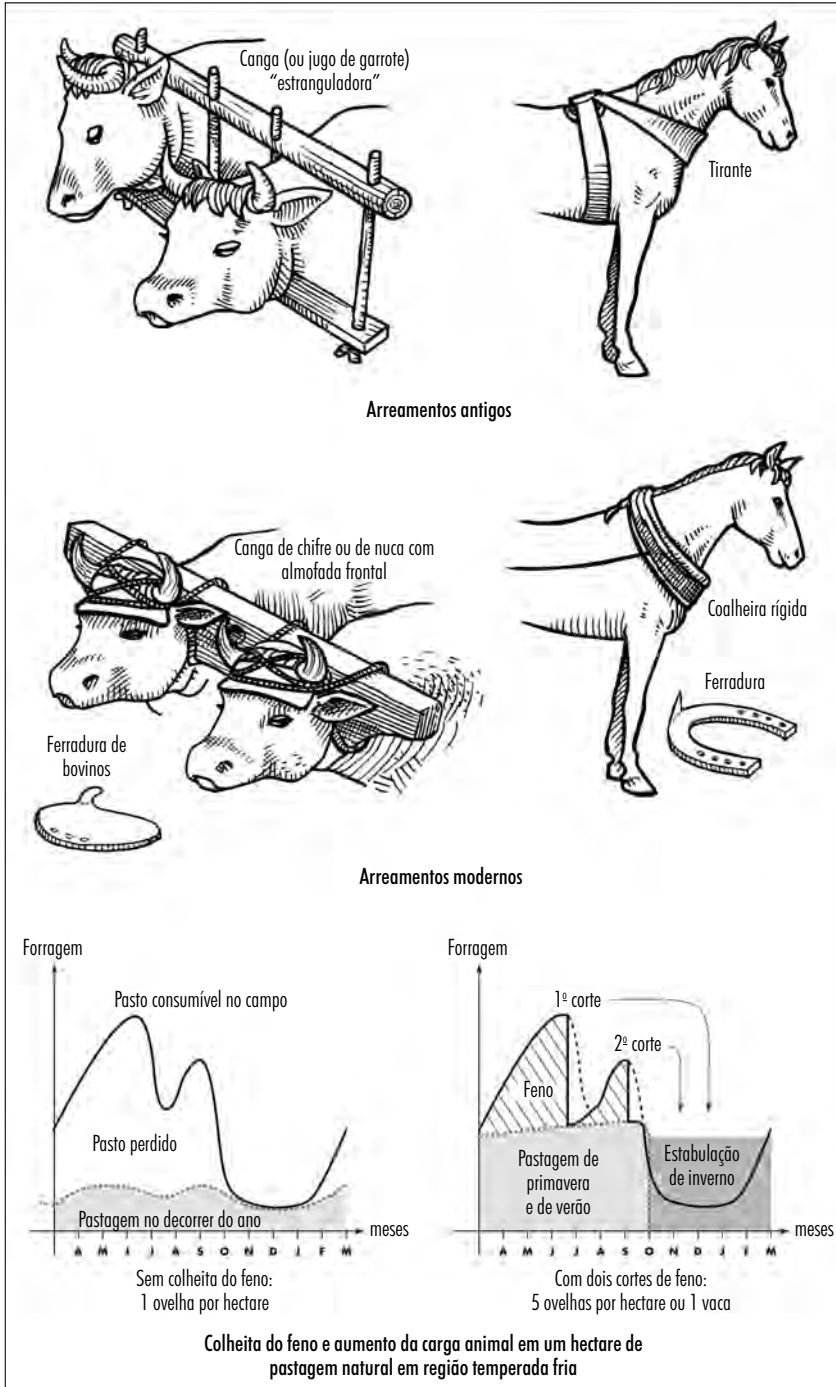 Canga (ou jugo de garrote)
“estranguladora”
Tirante
Arreamentos antigos
Canga de chifre ou de nuca com
almofada frontal
Coalheira rígida
Ferradura
Ferradura de
bovinos
Arreamentos modernos
Forragem
Pasto consumível no campo
Pasto perdido
Pastagem no decorrer do ano
meses
A M J J A S O N D J F M
Sem colheita do feno:
1 ovelha por hectare
Forragem
1º corte
2º corte
Feno
Pastagem de
primavera
e de verão
Estabulação
de inverno
meses
A M J J A S O N D J F M
Com dois cortes de feno:
5 ovelhas por hectare ou 1 vaca
Colheita do feno e aumento da carga animal em um hectare de
pastagem natural em região temperada fria